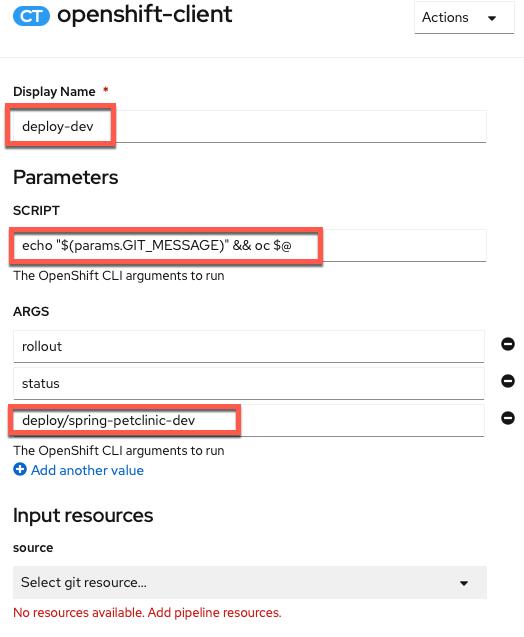 CT openshift-client
Actions
Display Name *
deploy-dev
Parameters
SCRIPT
echo "$(params.GIT_MESSAGE)" && oc $@
The OpenShift CLI arguments to run
ARGS
rollout
status
deploy/spring-petclinic-dev
The OpenShift CLI arguments to run
Add another value
Input resources
source
Select git resource...
No resources available. Add pipeline resources.